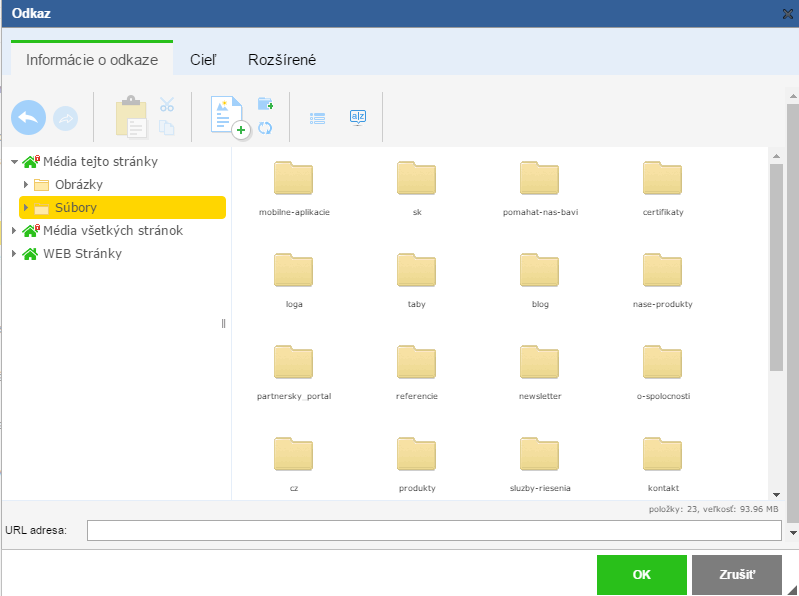 Odkaz
Informácie o odkaze
Cieľ
Rozšírené
a|z
Média tejto stránky
Obrázky
Súbory
Média všetkých stránok
WEB Stránky
mobilne-aplikacie
sk
pomahat-nas-bavi
certifikaty
loga
taby
blog
nase-produkty
partnersky_portal
referencie
newsletter
o-spolocnosti
cz
produkty
sluzby-riesenia
kontakt
položky: 23, veľkosť: 93.96 MB
URL adresa:
OK
Zrušiť